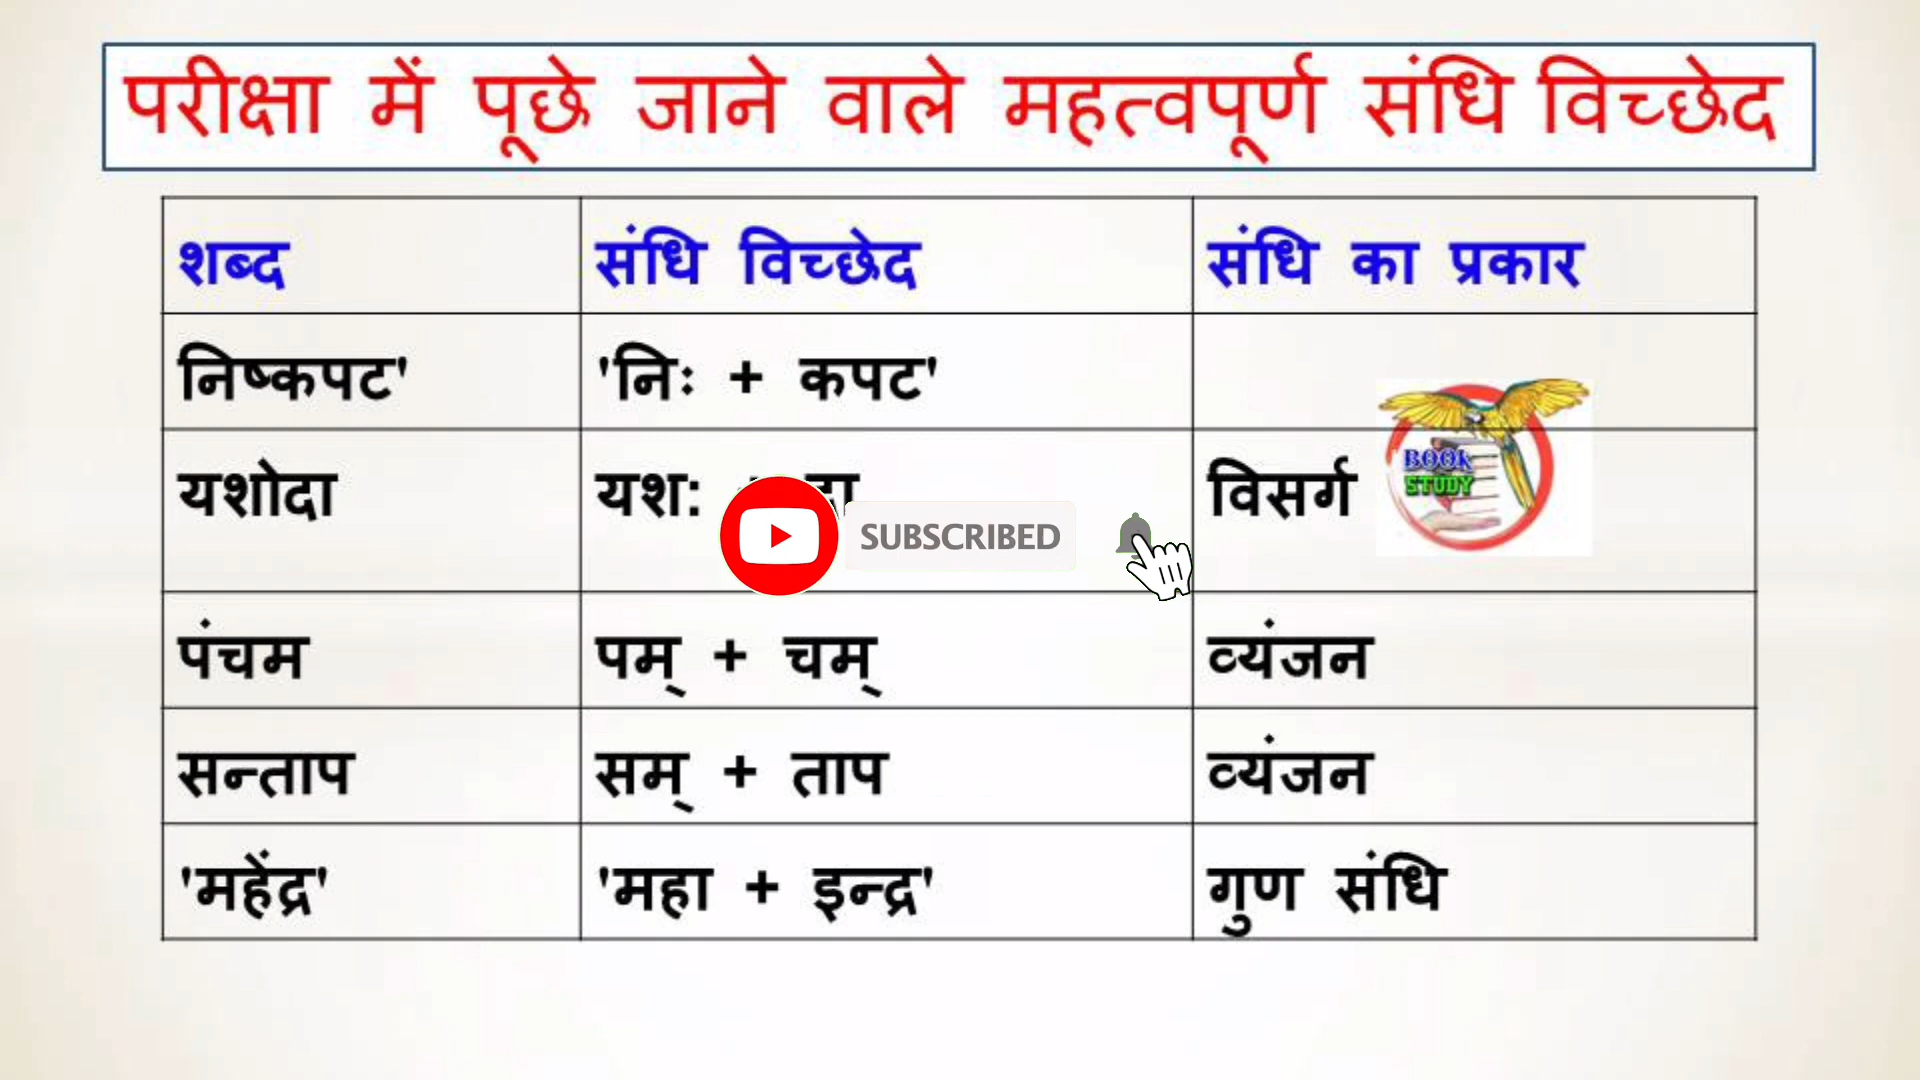 परीक्षा में पूछे जाने वाले महत्वपूर्ण संधि विच्छेद
शब्द संधि विच्छेद संधि का प्रकार
निष्कपट' 'निः + कपट'
यशोदा यश: दा विसर्ग
BOOK
STUDY
SUBSCRIBED
पंचम पम् + चम् व्यंजन
सन्ताप सम् + ताप व्यंजन
'महेंद्र' 'महा + इन्द्र' गुण संधि